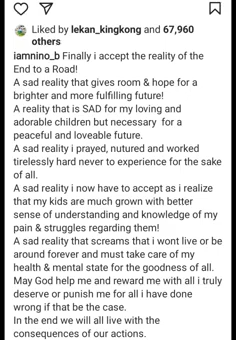 Liked by lekan_kingkong and 67,960
others
iamnino_b Finally i accept the reality of the
End to a Road!
A sad reality that gives room & hope for a
brighter and more fulfilling future!
A reality that is SAD for my loving and
adorable children but necessary for a
peaceful and loveable future.
A sad reality i prayed, nutured and worked
tirelessly hard never to experience for the sake
of all.
A sad reality i now have to accept as i realize
that my kids are much grown with better
sense of understanding and knowledge of my
pain & struggles regarding them!
A sad reality that screams that i wont live or be
around forever and must take care of my
health & mental state for the goodness of all.
May God help me and reward me with all i truly
deserve or punish me for all i have done
wrong if that be the case.
In the end we will all live with the
consequences of our actions.